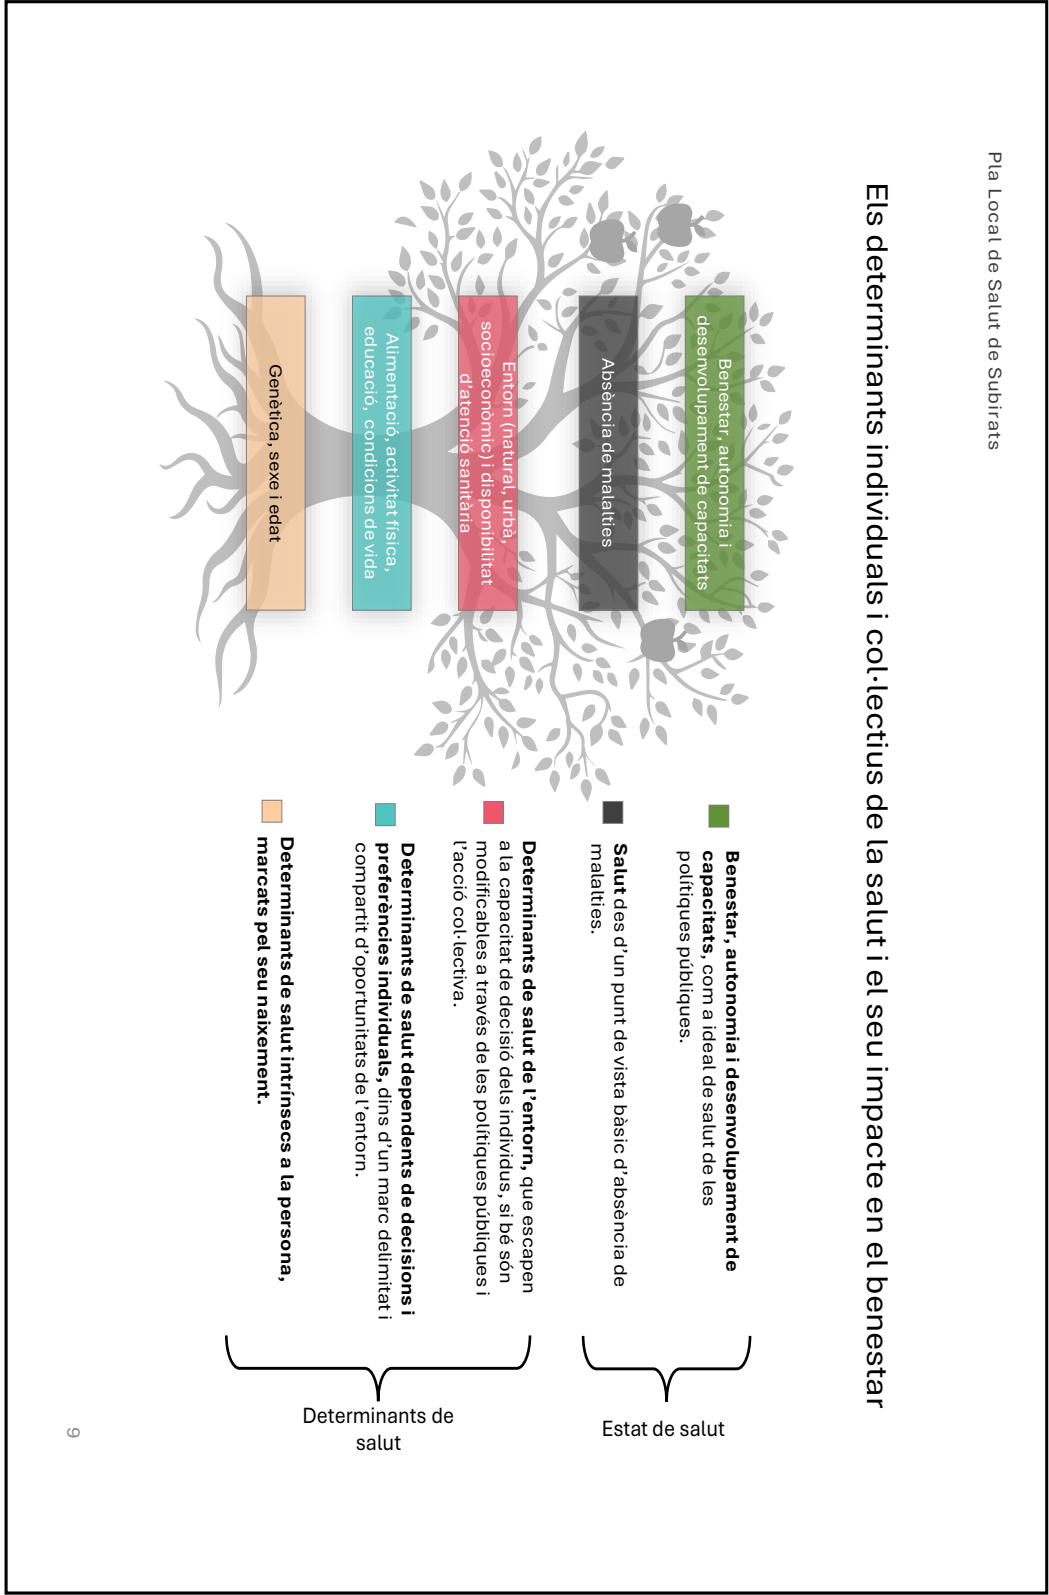 Pla Local de Salut de Subirats
Els determinants individuals i col·lectius de la salut i el seu impacte en el benestar
Benestar, autonomia i
desenvolupament de capacitats
Absència de malalties
Entorn (natural, urbà,
socioeconòmic) i disponibilitat
d'atenció sanitària
Alimentació, activitat física,
educació, condicions de vida
Genètica, sexe i edat
Benestar, autonomia i desenvolupament de
capacitats, com a ideal de salut de les
polítiques públiques.
Salut des d'un punt de vista bàsic d'absència de
malalties.
Determinants de salut de l'entorn, que escapen
a la capacitat de decisió dels individus, si bé són
modificables a través de les polítiques públiques i
l'acció col·lectiva.
Determinants de salut dependents de decisions i
preferències individuals, dins d'un marc delimitat i
compartit d'oportunitats de l'entorn.
Determinants de salut intrínsecs a la persona,
marcats pel seu naixement.
Estat de salut
Determinants de
salut
9